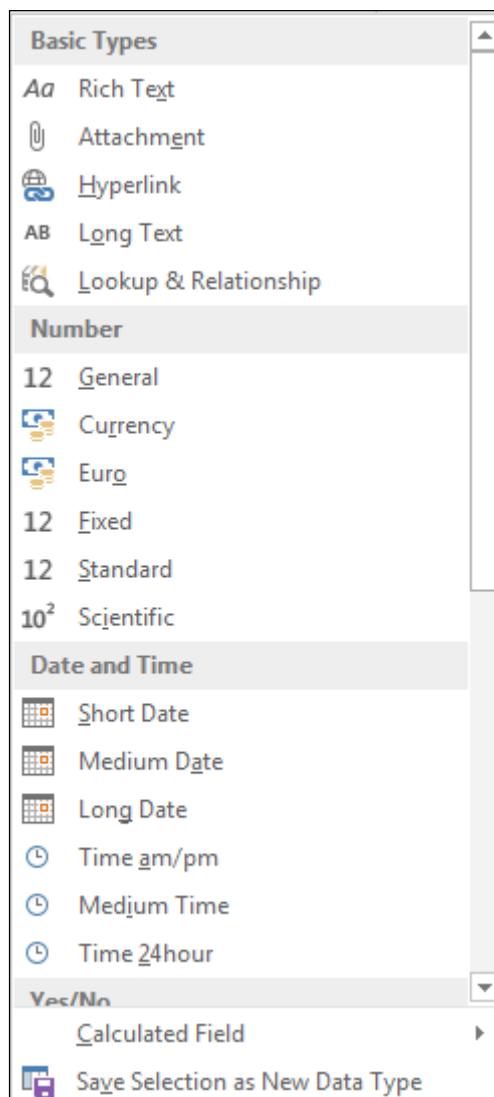 Basic Types
Aa Rich Text
Attachment
Hyperlink
AB Long Text
Lookup & Relationship
Number
12 General
Currency
Euro
12 Fixed
12 Standard
10² Scientific
Date and Time
Short Date
Medium Date
Long Date
Time am/pm
Medium Time
Time 24hour
Yes/No
Calculated Field
Save Selection as New Data Type